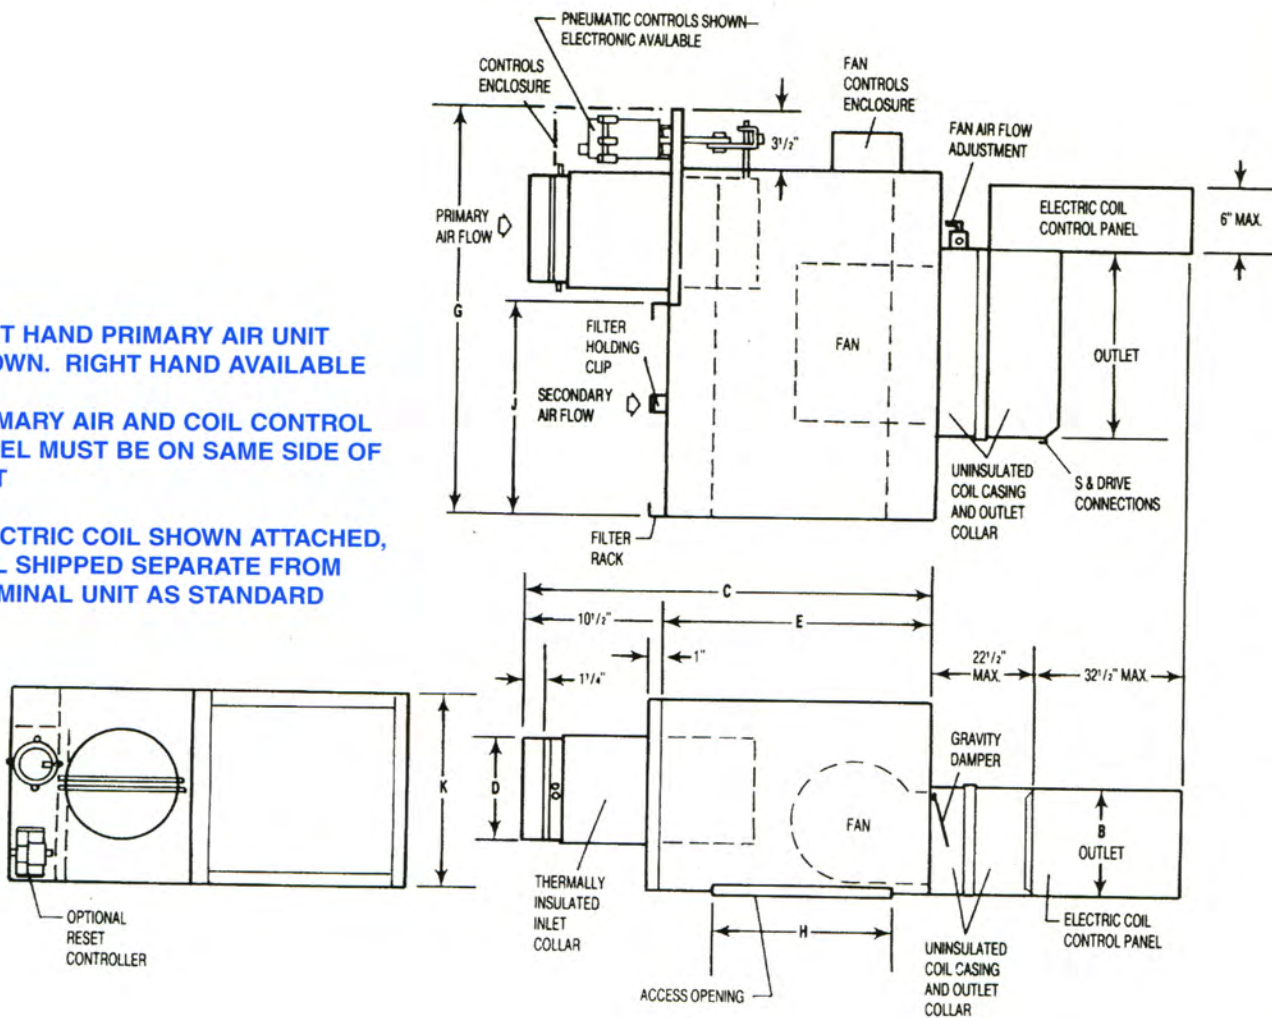 PNEUMATIC CONTROLS SHOWN—
ELECTRONIC AVAILABLE
CONTROLS
ENCLOSURE
FAN
CONTROLS
ENCLOSURE
FAN AIR FLOW
ADJUSTMENT
3 1/2"
ELECTRIC COIL
CONTROL PANEL
6" MAX.
PRIMARY
AIR FLOW
G
FILTER
HOLDING
CLIP
FAN
OUTLET
J
SECONDARY
AIR FLOW
UNINSULATED
COIL CASING
AND OUTLET
COLLAR
S & DRIVE
CONNECTIONS
FILTER
RACK
T HAND PRIMARY AIR UNIT
OWN. RIGHT HAND AVAILABLE
MARY AIR AND COIL CONTROL
EL MUST BE ON SAME SIDE OF
T
CTRIC COIL SHOWN ATTACHED,
L SHIPPED SEPARATE FROM
MINAL UNIT AS STANDARD
C
10 1/2"
E
1"
1 1/4"
22 1/2"
MAX.
32 1/2" MAX.
K
D
GRAVITY
DAMPER
FAN
B
OUTLET
THERMALLY
INSULATED
INLET
COLLAR
H
OPTIONAL
RESET
CONTROLLER
ELECTRIC COIL
CONTROL PANEL
UNINSULATED
COIL CASING
AND OUTLET
COLLAR
ACCESS OPENING